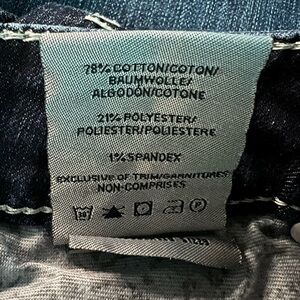 78% COTTON/COTON/
BAUMWOLLE/
ALGODÓN/COTONE
21% POLYESTER/
POLIESTER/POLIESTERE
1% SPANDEX
EXCLUSIVE OF TRIM/GARNITURES
NON-COMPRISES